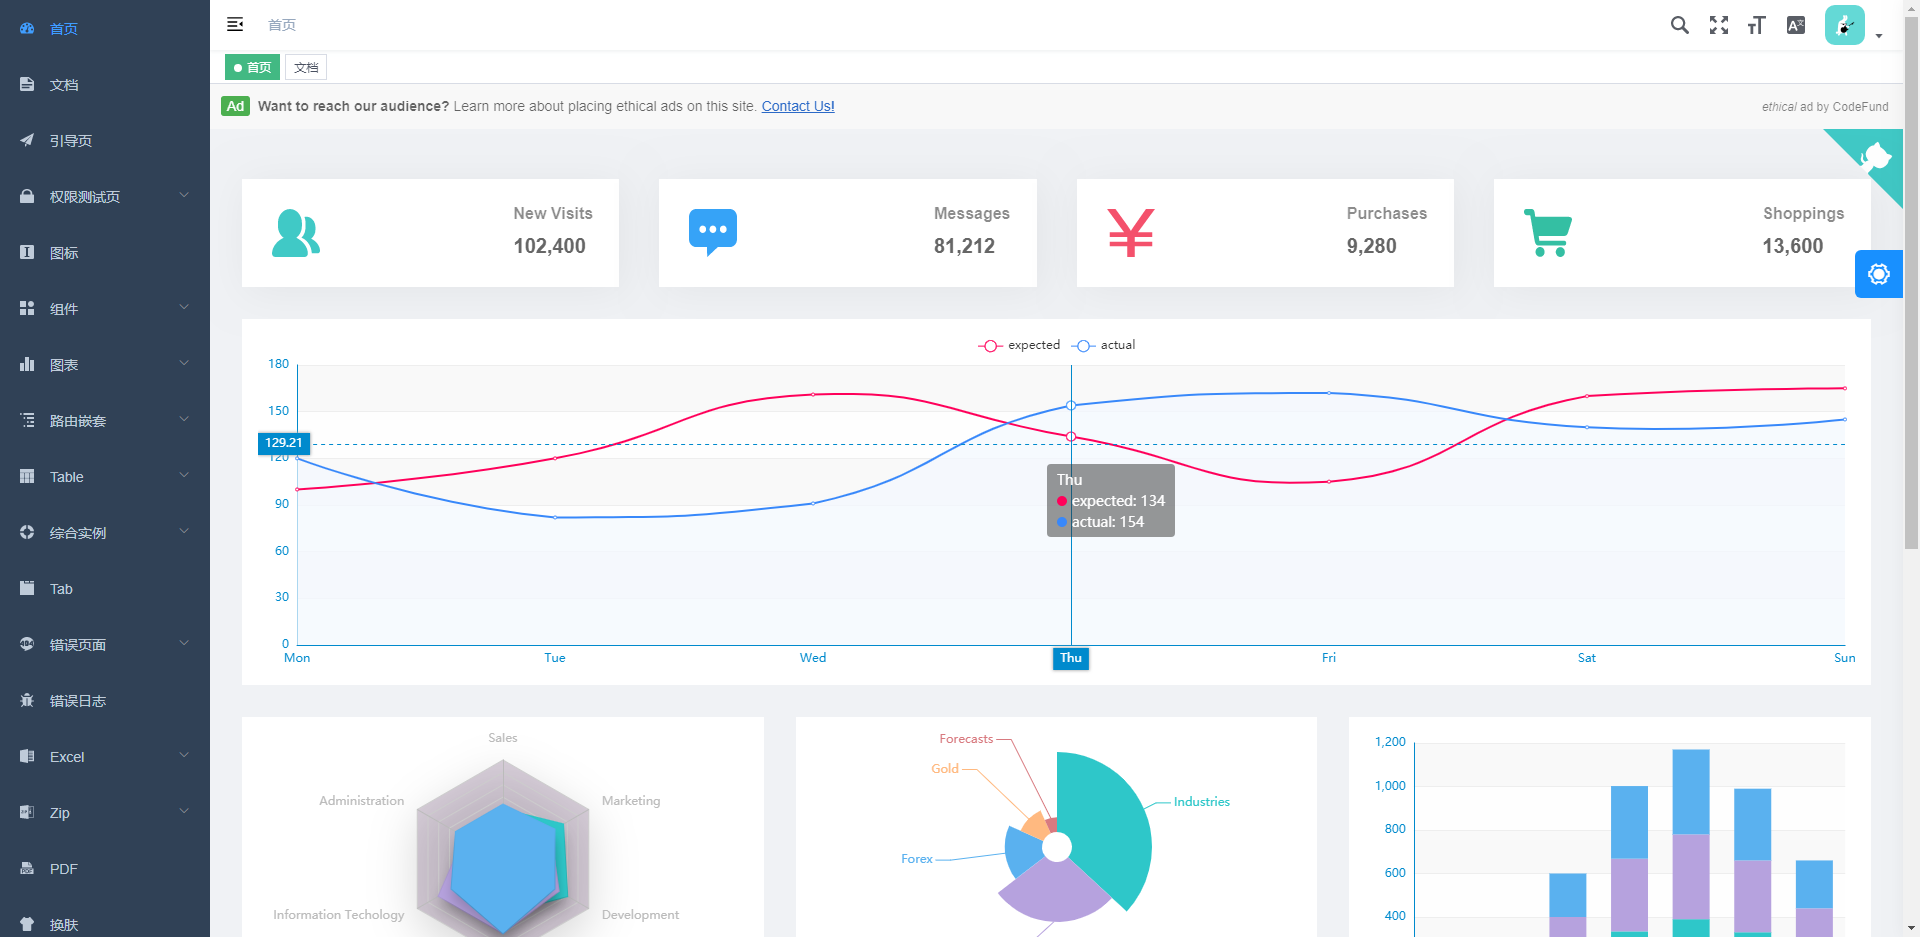 首页
文档
引导页
权限测试页
图标
组件
图表
路由嵌套
Table
综合实例
Tab
错误页面
错误日志
Excel
Zip
PDF
换肤
首页
首页
文档
Ad Want to reach our audience? Learn more about placing ethical ads on this site. Contact Us!
ethical ad by CodeFund
New Visits
102,400
Messages
81,212
Purchases
9,280
Shoppings
13,600
expected actual
180
150
129.21
120
90
60
30
0
Mon Tue Wed Thu Fri Sat Sun
Thu
expected: 134
actual: 154
Sales
Administration
Marketing
Information Techology
Development
Forecasts
Gold
Industries
Forex
1,200
1,000
800
600
400